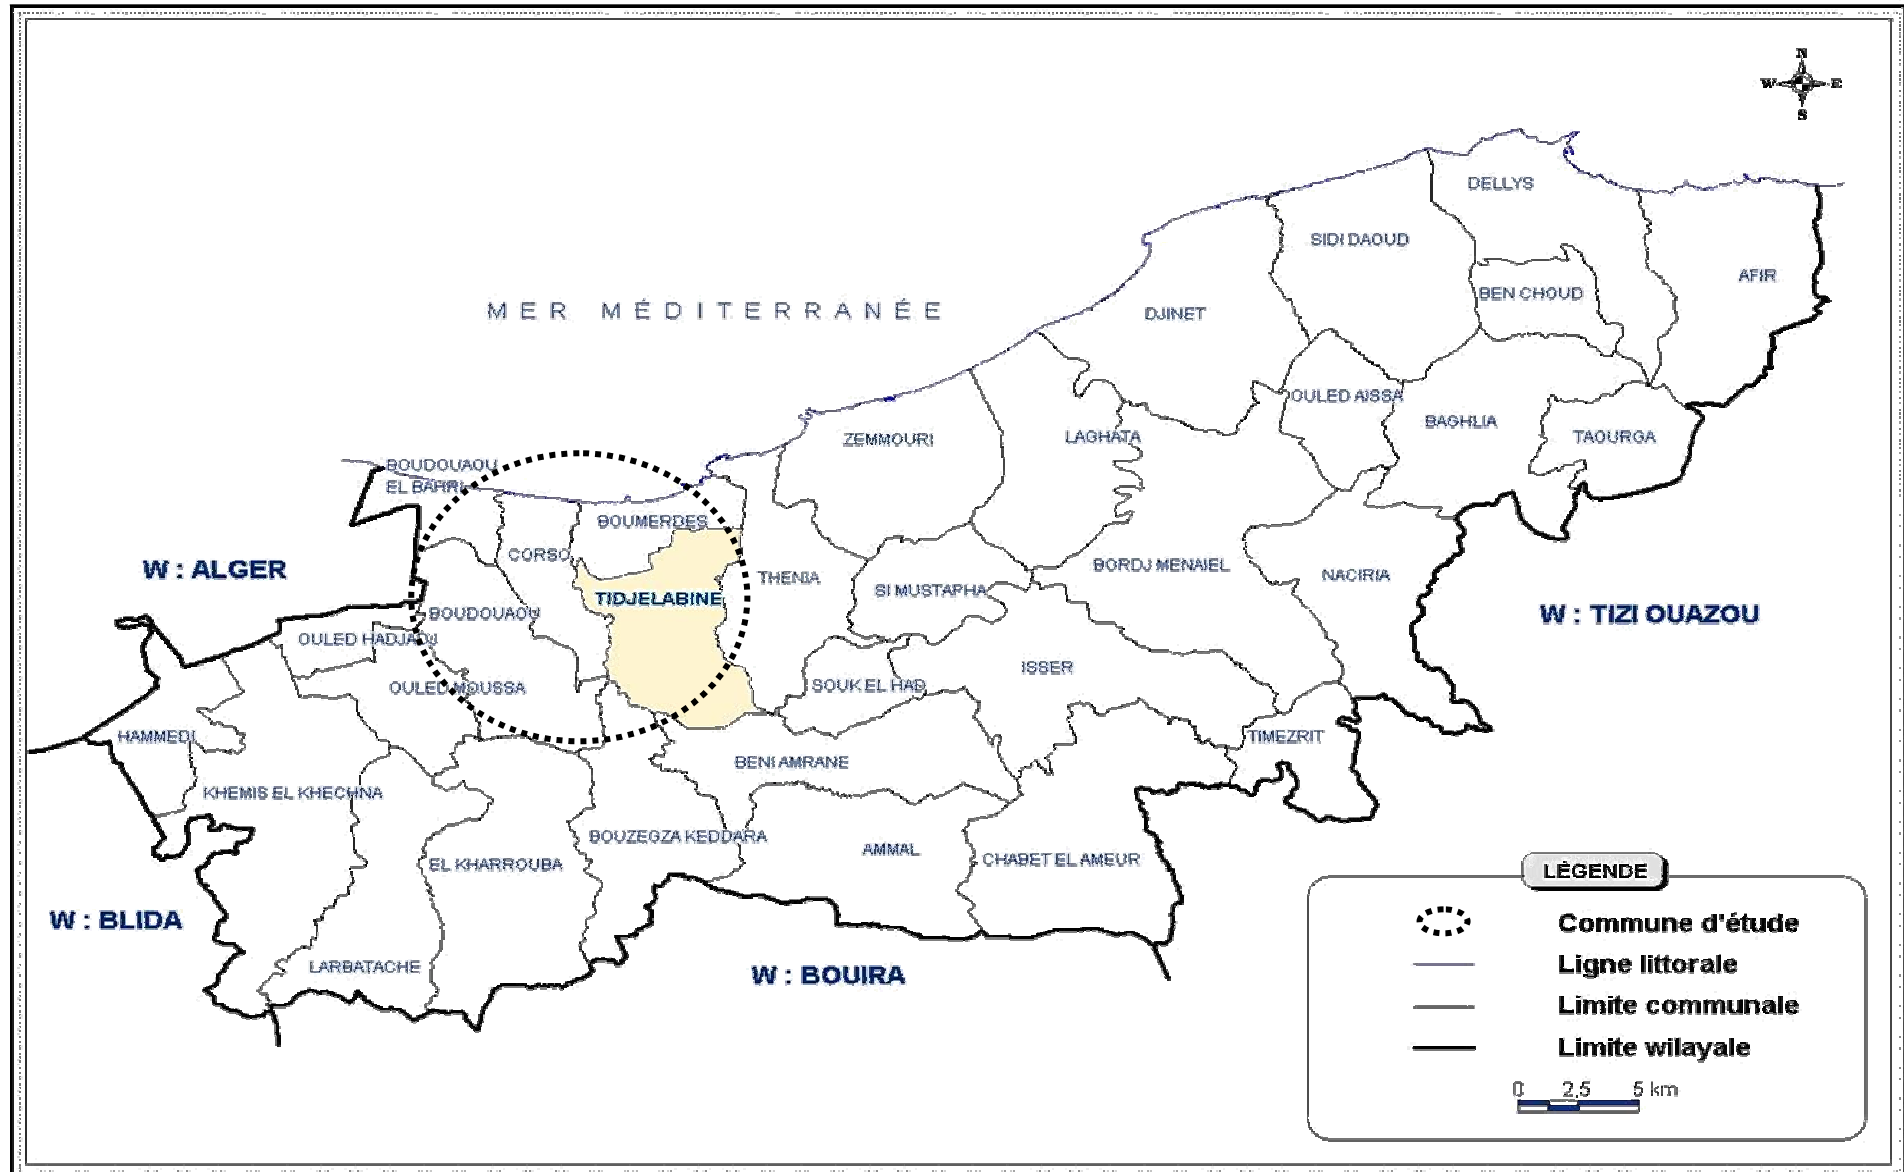 N
W E
S
DELLYS
SIDI DAOUD
AFIR
BEN CHOUD
MER MÉDITERRANÉE
DJINET
OULED AISSA
BAGHLIA
TAOURGA
ZEMMOURI
LAGHATA
BOUDOUAOU
EL BAHRI
BOUMERDES
CORSO
W : ALGER
THENIA
BORDJ MENAIEL
NACIRIA
SI MUSTAPHA
TIDJELABINE
BOUDOUAOU
W : TIZI OUAZOU
OULED HADJADJ
ISSER
OULED MOUSSA
SOUK EL HAD
HAMMEDI
TIMEZRIT
BENI AMRANE
KHEMIS EL KHECHNA
BOUZEGZA KEDDARA
AMMAL
CHABET EL AMEUR
EL KHARROUBA
W : BLIDA
LARBATACHE
W : BOUIRA
LÉGENDE
Commune d'étude
Ligne littorale
Limite communale
Limite wilayale
0 2,5 5 km